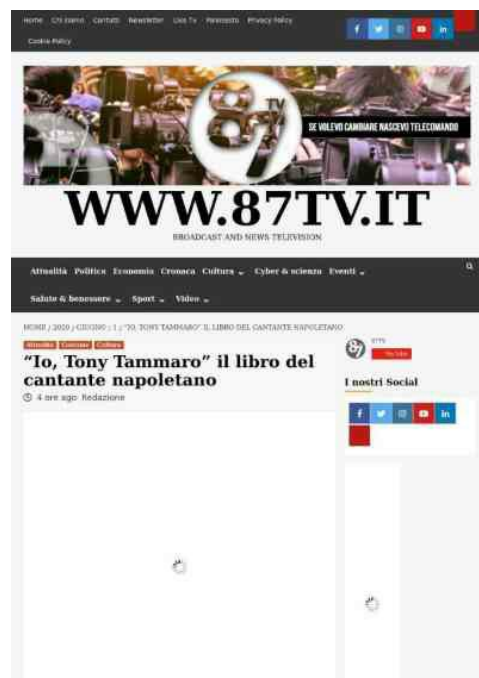 Home Chi siamo Contatti Newsletter Live Tv Palinsesto Privacy Policy
Cookie Policy
87 TV
SE VOLEVO CAMBIARE NASCEVO TELECOMANDO
WWW.87TV.IT
BROADCAST AND NEWS TELEVISION
Attualità Politica Economia Cronaca Cultura Cyber & scienza Eventi
Salute & benessere Sport Video
HOME / 2020 / GIUGNO / 1 / "IO, TONY TAMMARO" IL LIBRO DEL CANTANTE NAPOLETANO
Attualità Costume Cultura
"Io, Tony Tammaro" il libro del
cantante napoletano
4 ore ago Redazione
87TV
YouTube
I nostri Social